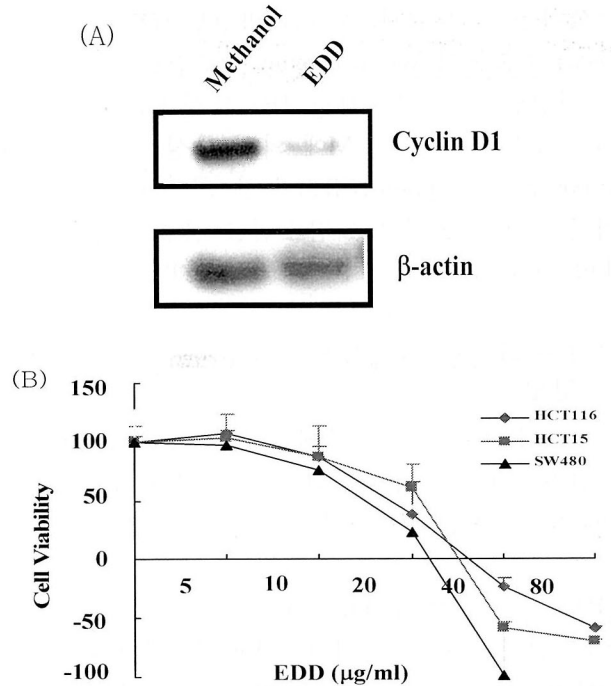 (A)
Methanol EDD
Cyclin D1
β-actin
(B)
Cell Viability
150
100
50
0
-50
-100
5 10 20 40 80
EDD (μg/ml)
HCT116
HCT15
SW480